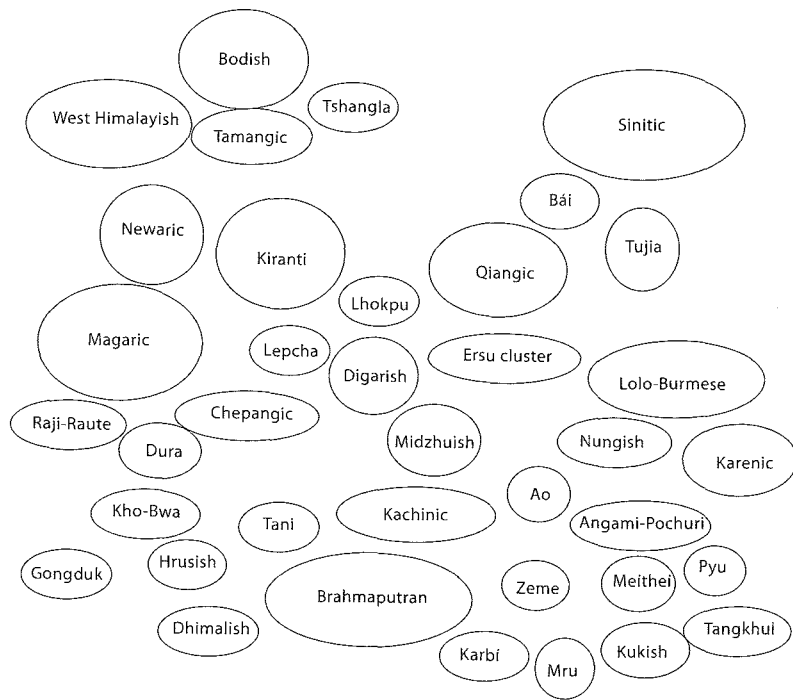 Bodish
West Himalayish
Tamangic
Tshangla
Sinitic
Bái
Tujia
Newaric
Kiranti
Qiangic
Lhokpu
Magaric
Lepcha
Digarish
Ersu cluster
Lolo-Burmese
Raji-Raute
Chepangic
Dura
Midzhuish
Nungish
Karenic
Kho-Bwa
Tani
Kachinic
Ao
Angami-Pochuri
Gongduk
Hrusish
Brahmaputran
Zeme
Meithei
Pyu
Dhimalish
Karbí
Mru
Kukish
Tangkhul